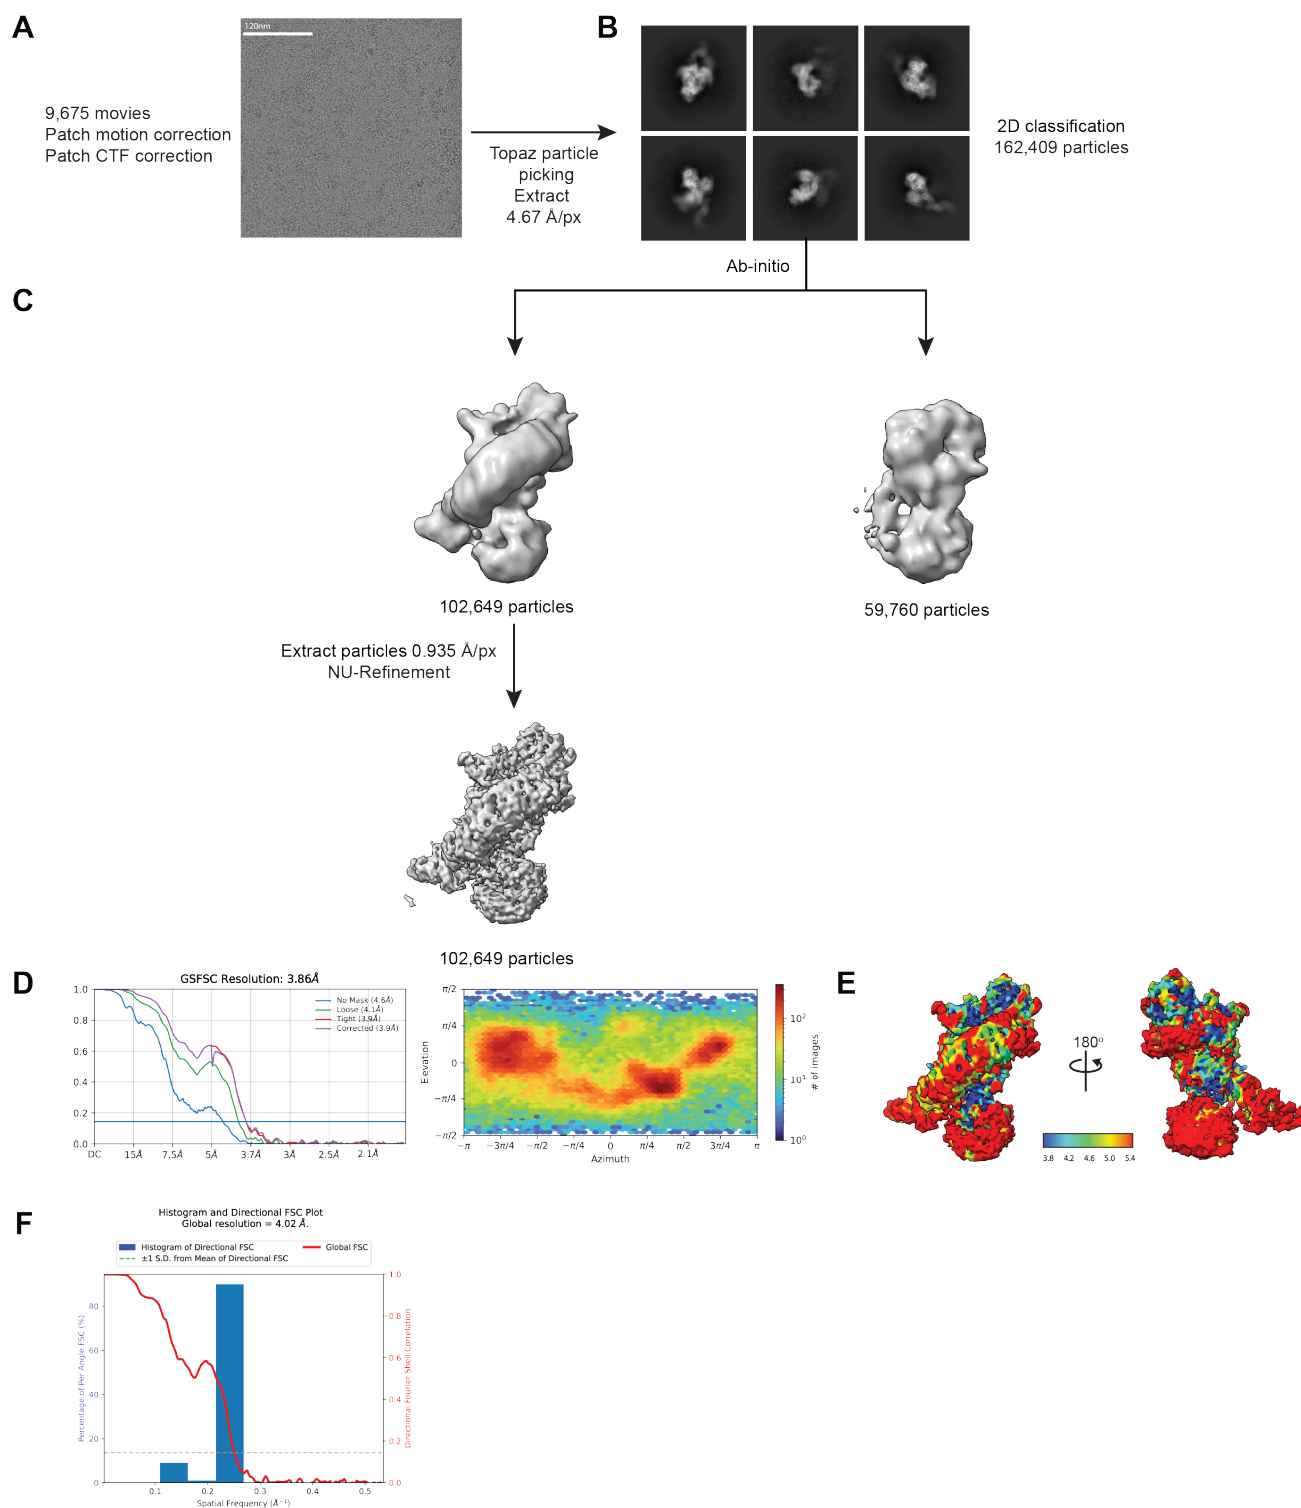 A
120nm
9,675 movies
Patch motion correction
Patch CTF correction
Topaz particle
picking
Extract
4.67 Å/px
B
2D classification
162,409 particles
Ab-initio
C
102,649 particles
59,760 particles
Extract particles 0.935 Å/px
NU-Refinement
102,649 particles
D
GSFSC Resolution: 3.86Å
No Mask (4.6Å)
Loose (4.1Å)
Tight (3.9Å)
Corrected (3.9Å)
1.0
0.8
0.6
0.4
0.2
0.0
DC 15Å 7.5Å 5Å 3.7Å 3Å 2.5Å 2.1Å
π/2
π/4
0
−π/4
−π/2
Eevation
−π −3π/4 −π/2 −π/4 0 π/4 π/2 3π/4 π
Azimuth
10²
10¹
10⁰
# of images
E
180°
3.8 4.2 4.6 5.0 5.4
F
Histogram and Directional FSC Plot
Global resolution = 4.02 Å.
Histogram of Directional FSC
Global FSC
±1 S.D. from Mean of Directional FSC
80
60
40
20
0
Percentage of Per Angle FSC (%)
1.0
0.8
0.6
0.4
0.2
0.0
Directional Fourier Shell Correlation
0.1 0.2 0.3 0.4 0.5
Spatial Frequency (Å⁻¹)